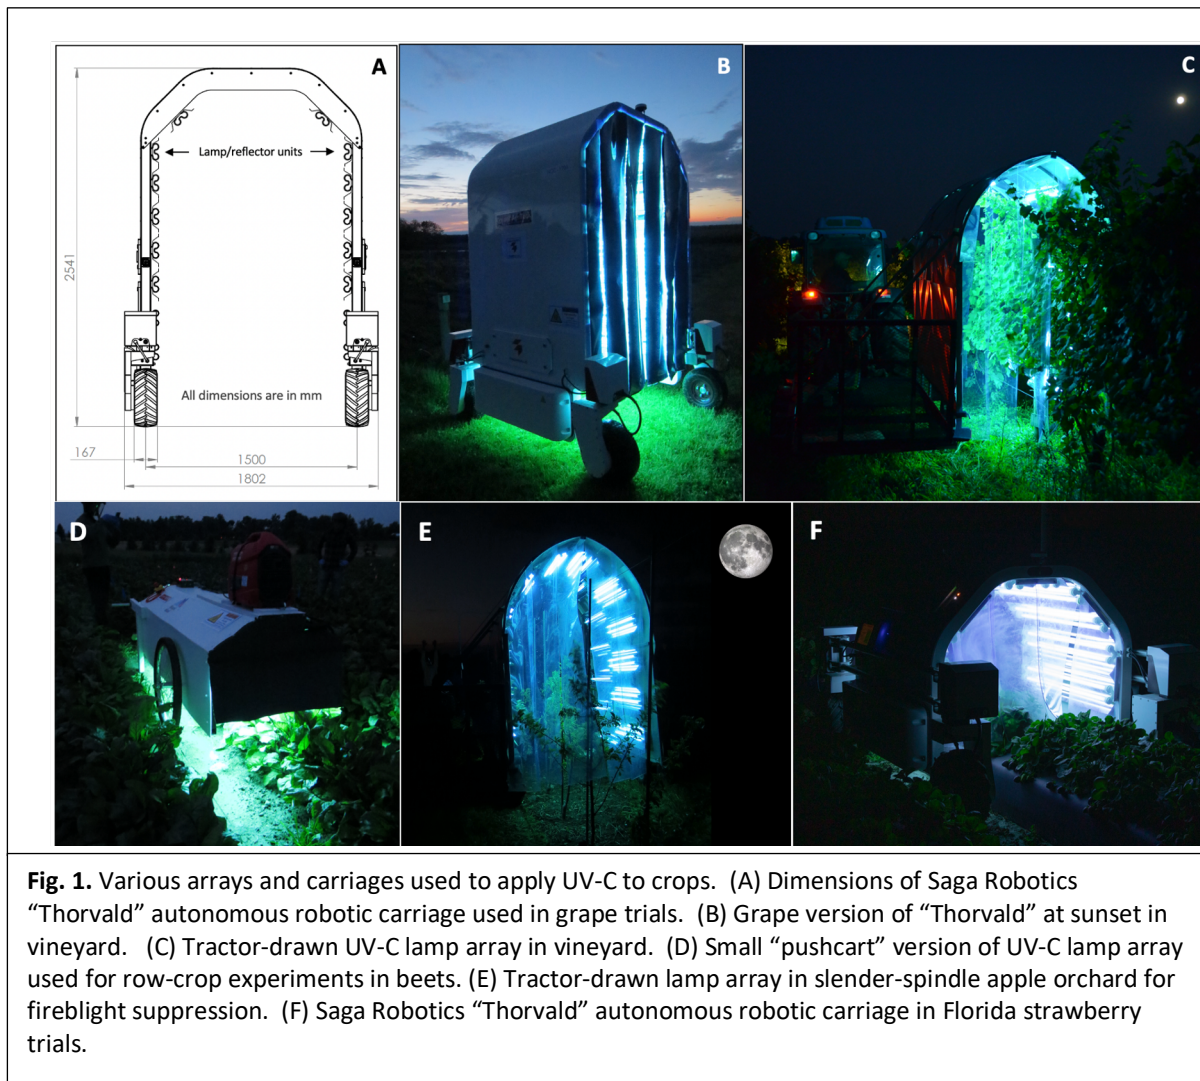 A
B
C
Lamp/reflector units
2541
All dimensions are in mm
167
1500
1802
D
E
F
Fig. 1. Various arrays and carriages used to apply UV-C to crops. (A) Dimensions of Saga Robotics
“Thorvald” autonomous robotic carriage used in grape trials. (B) Grape version of “Thorvald” at sunset in
vineyard. (C) Tractor-drawn UV-C lamp array in vineyard. (D) Small “pushcart” version of UV-C lamp array
used for row-crop experiments in beets. (E) Tractor-drawn lamp array in slender-spindle apple orchard for
fireblight suppression. (F) Saga Robotics “Thorvald” autonomous robotic carriage in Florida strawberry
trials.